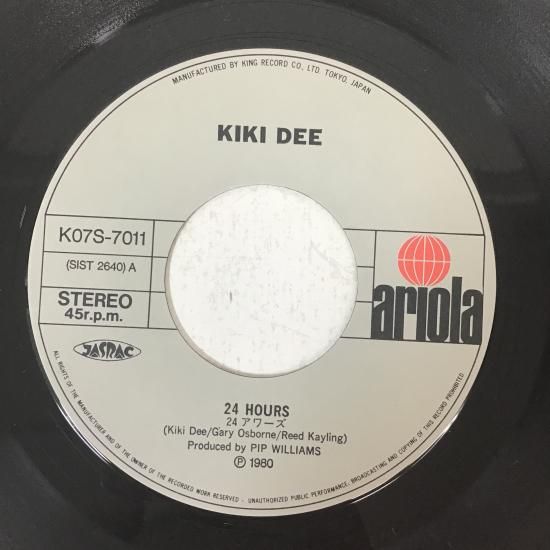 MANUFACTURED BY KING RECORD CO., LTD. TOKYO, JAPAN
KIKI DEE
K07S-7011
(SIST 2640) A
STEREO
45r.p.m.
JASRAC
ariola
24 HOURS
24 アワーズ
(Kiki Dee/Gary Osborne/Reed Kayling)
Produced by PIP WILLIAMS
℗ 1980
ALL RIGHTS OF THE MANUFACTURER AND OF THE OWNER OF THE RECORDED WORK RESERVED - UNAUTHORIZED PUBLIC PERFORMANCE, BROADCASTING AND COPYING OF THIS RECORD PROHIBITED